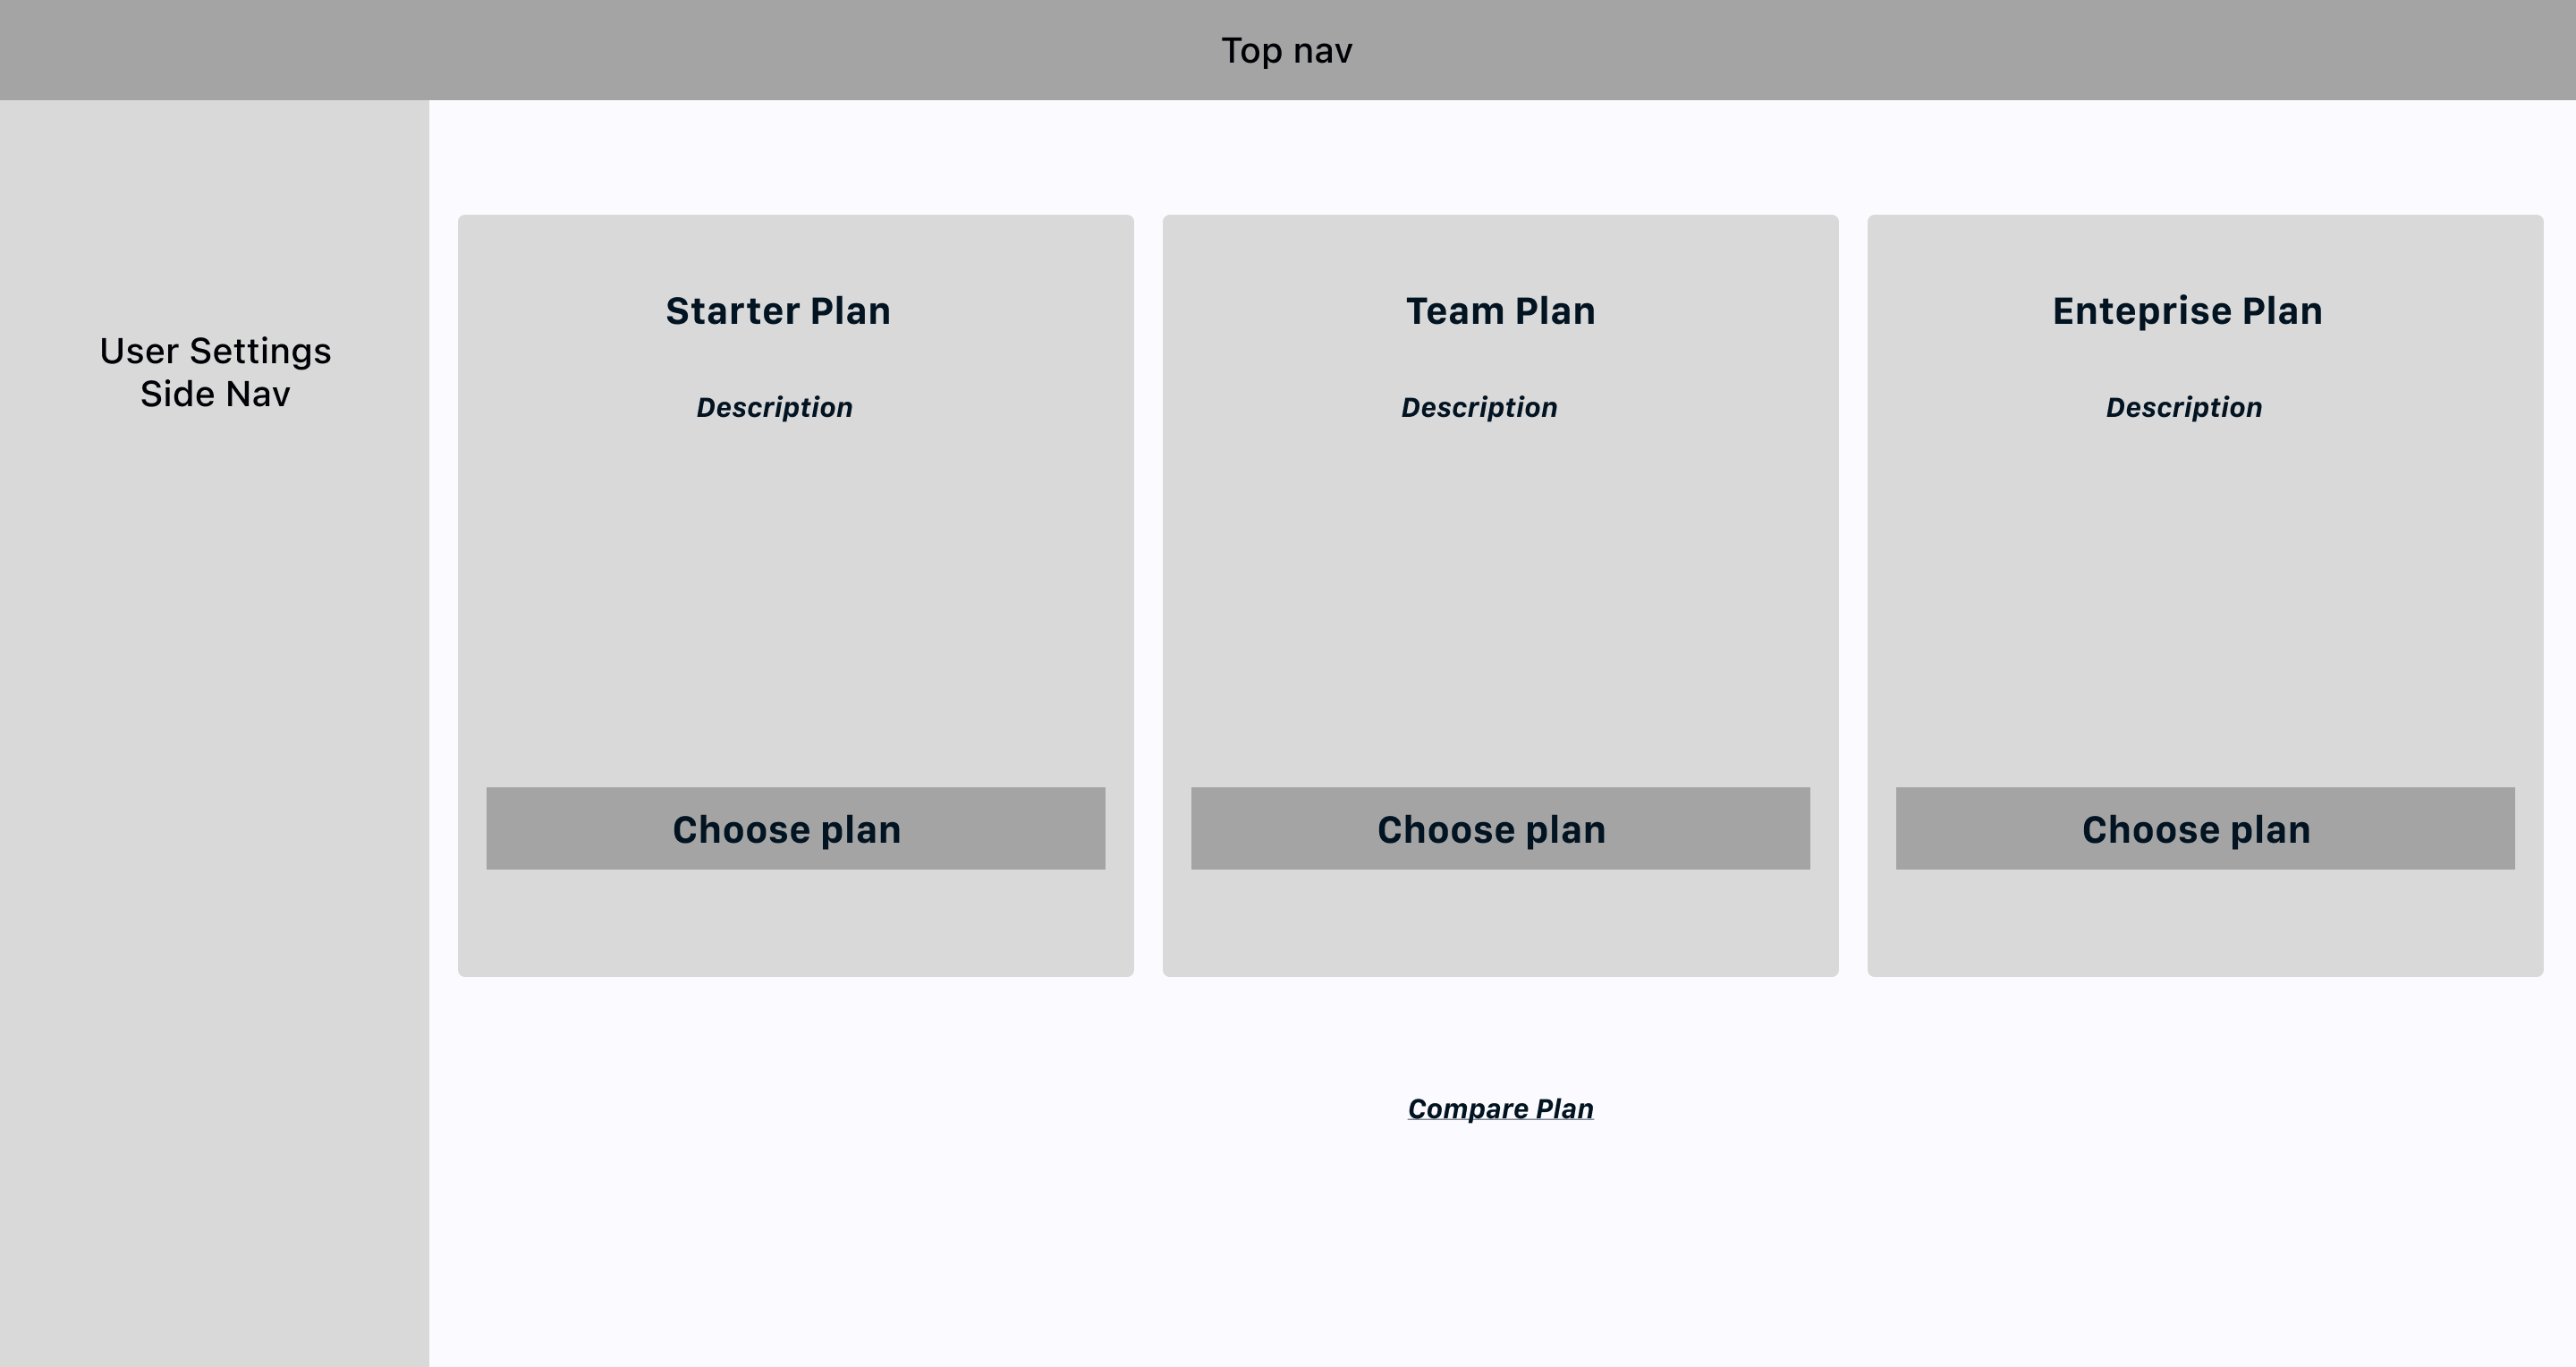 Top nav
User Settings
Side Nav
Starter Plan
Description
Choose plan
Team Plan
Description
Choose plan
Enteprise Plan
Description
Choose plan
Compare Plan